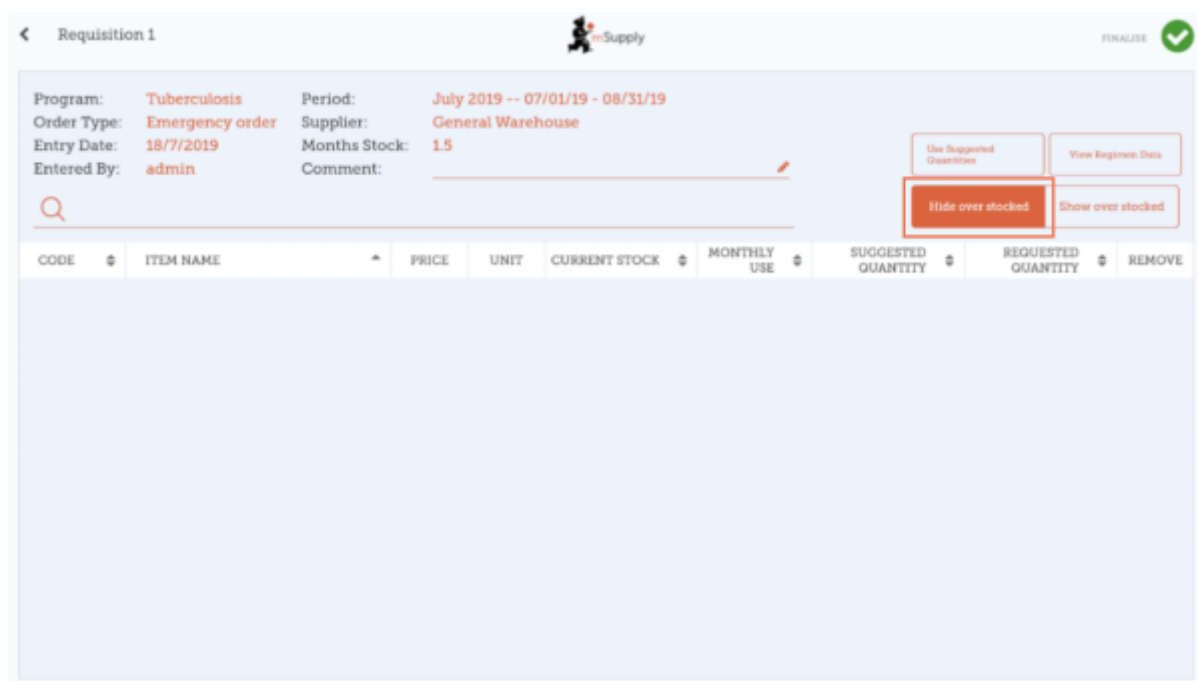 Requisition 1
mSupply
FINALISE
Program: Tuberculosis Period: July 2019 -- 07/01/19 - 08/31/19
Order Type: Emergency order Supplier: General Warehouse
Entry Date: 18/7/2019 Months Stock: 1.5
Entered By: admin Comment:
Use Suggested
Quantities
View Regimen Data
Hide over stocked
Show over stocked
CODE ITEM NAME PRICE UNIT CURRENT STOCK MONTHLY USE SUGGESTED QUANTITY REQUESTED QUANTITY REMOVE